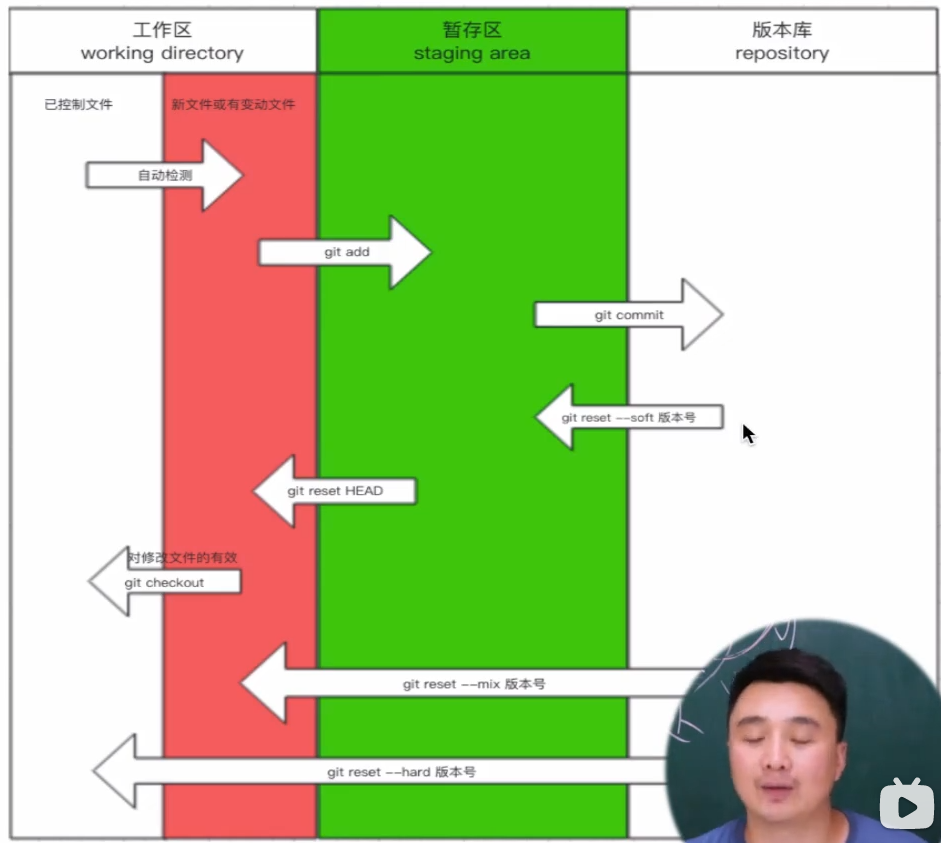 工作区
working directory
暂存区
staging area
版本库
repository
已控制文件
新文件或有变动文件
自动检测
git add
git commit
git reset --soft 版本号
git reset HEAD
对修改文件的有效
git checkout
git reset --mix 版本号
git reset --hard 版本号